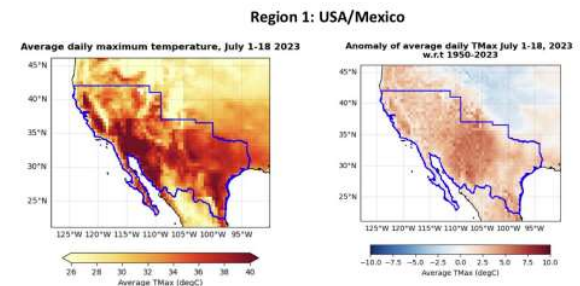 Region 1: USA/Mexico
Average daily maximum temperature, July 1-18 2023
45°N
40°N
35°N
30°N
25°N
125°W 120°W 115°W 110°W 105°W 100°W 95°W
26 28 30 32 34 36 38 40
Average TMax (degC)
Anomaly of average daily TMax July 1-18, 2023
w.r.t 1950-2023
45°N
40°N
35°N
30°N
25°N
125°W 120°W 115°W 110°W 105°W 100°W 95°W
-10.0 -7.5 -5.0 -2.5 0.0 2.5 5.0 7.5 10.0
Average TMax (degC)